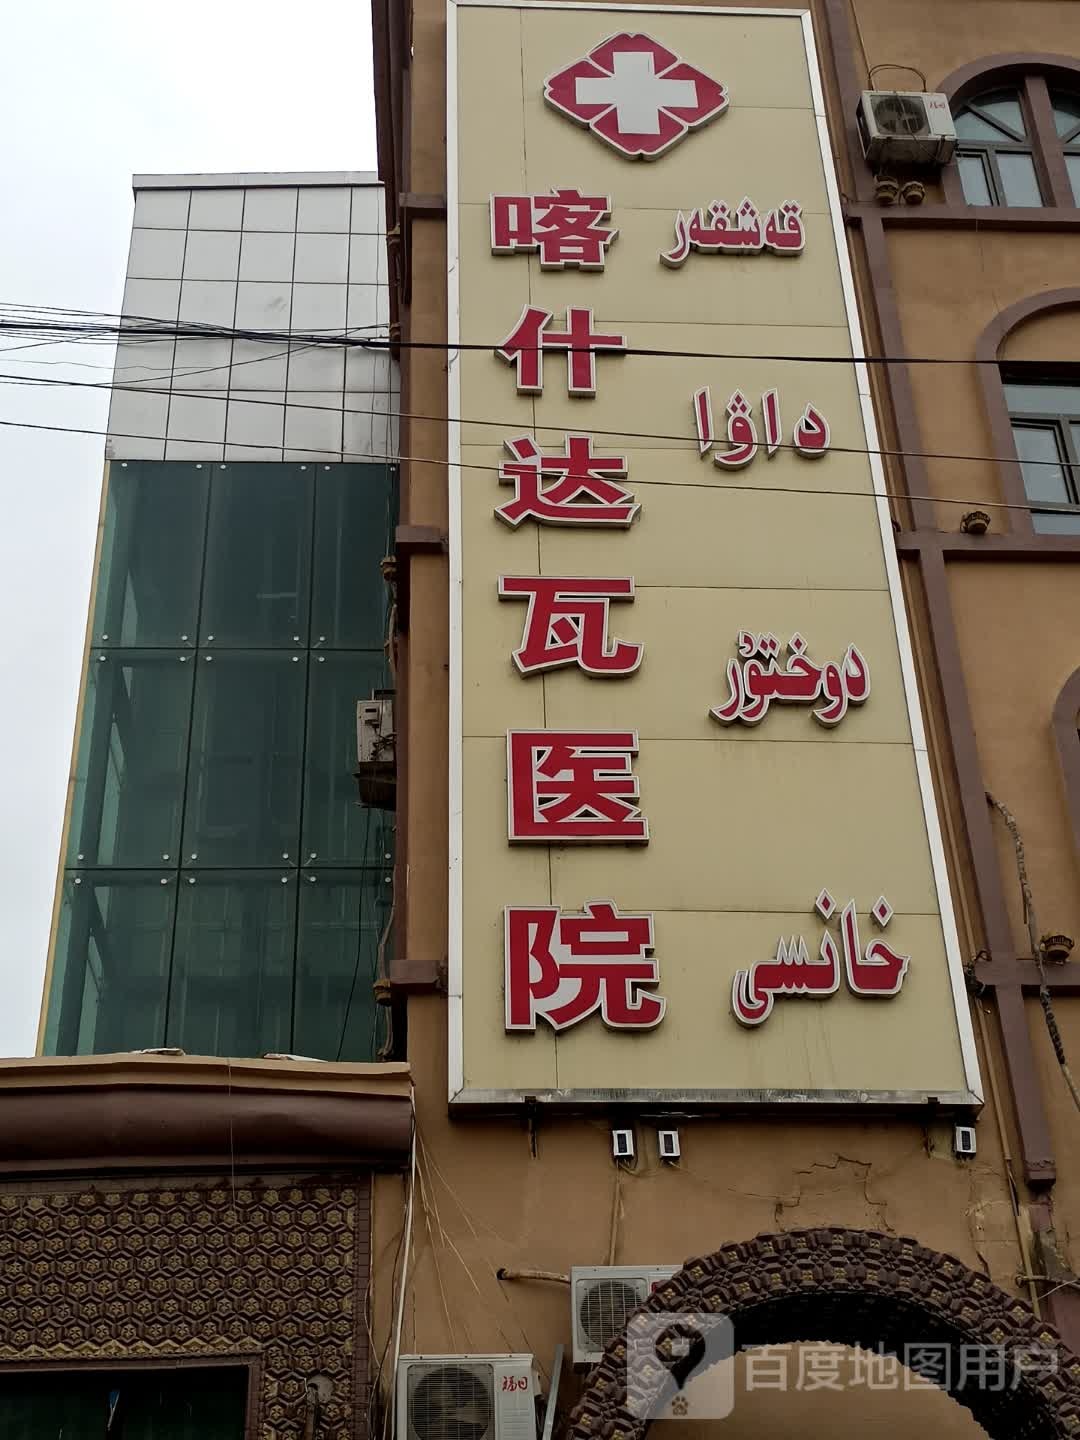 喀什达瓦医院
قەشقەر
داۋا
دوختۇر
خانىسى
百度地图用户